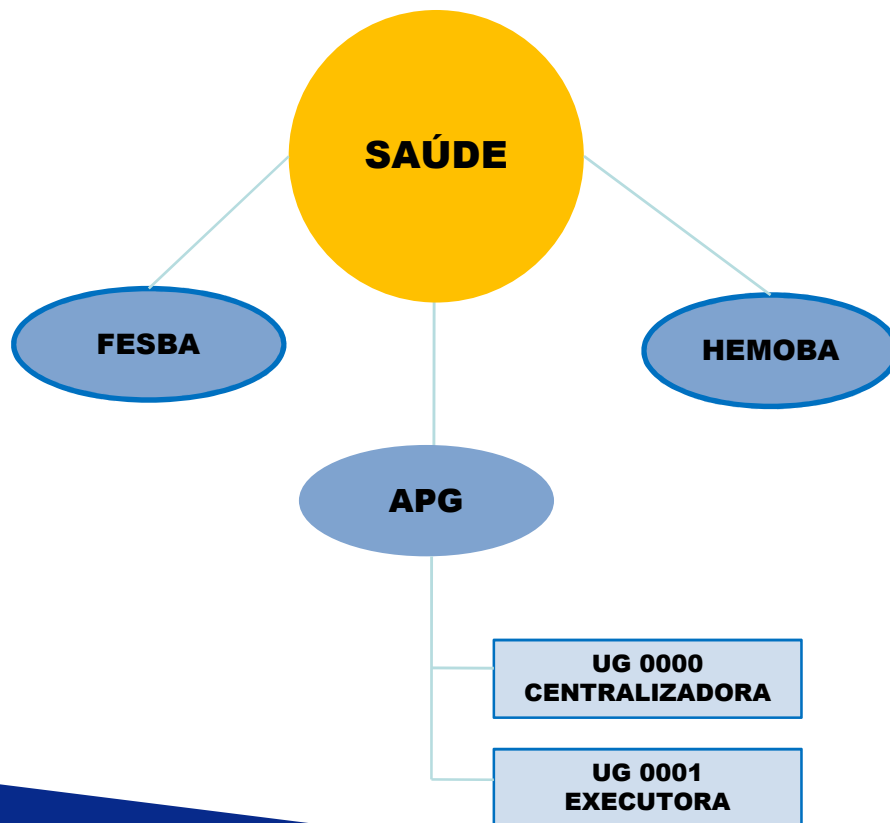 SAÚDE
FESBA
HEMOBA
APG
UG 0000
CENTRALIZADORA
UG 0001
EXECUTORA